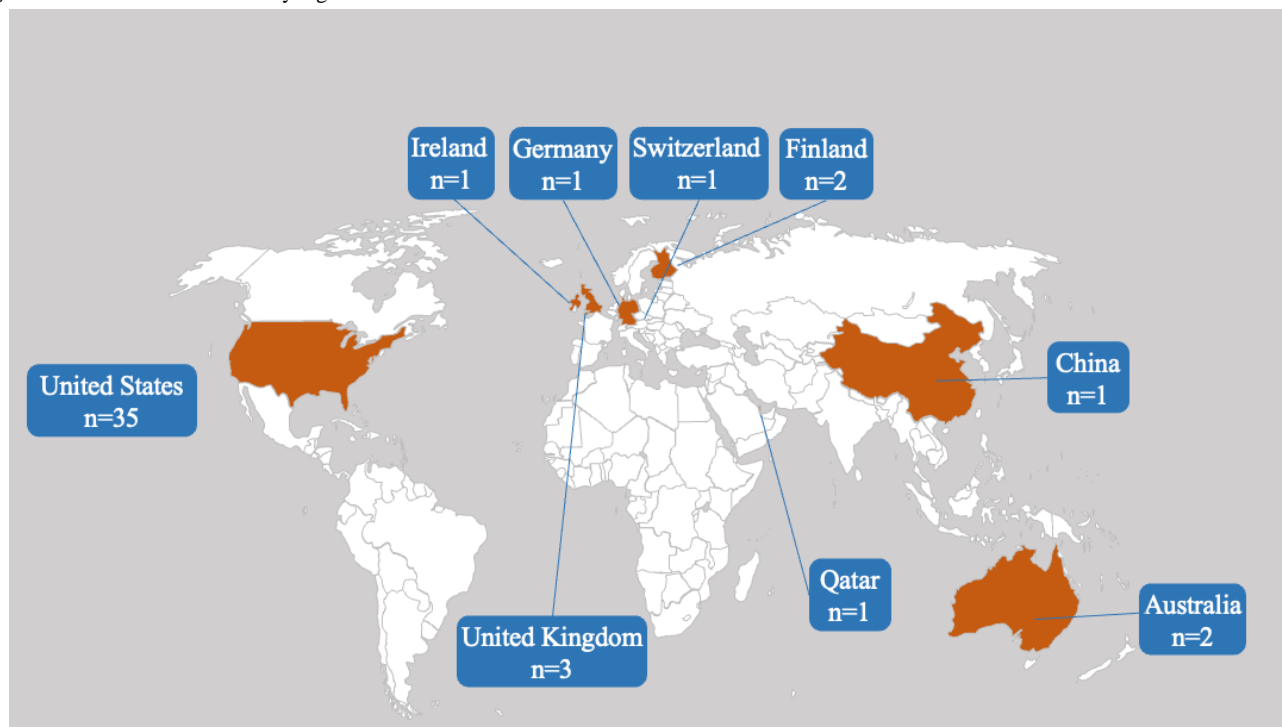 Ireland
n=1
Germany
n=1
Switzerland
n=1
Finland
n=2
United States
n=35
China
n=1
Qatar
n=1
United Kingdom
n=3
Australia
n=2